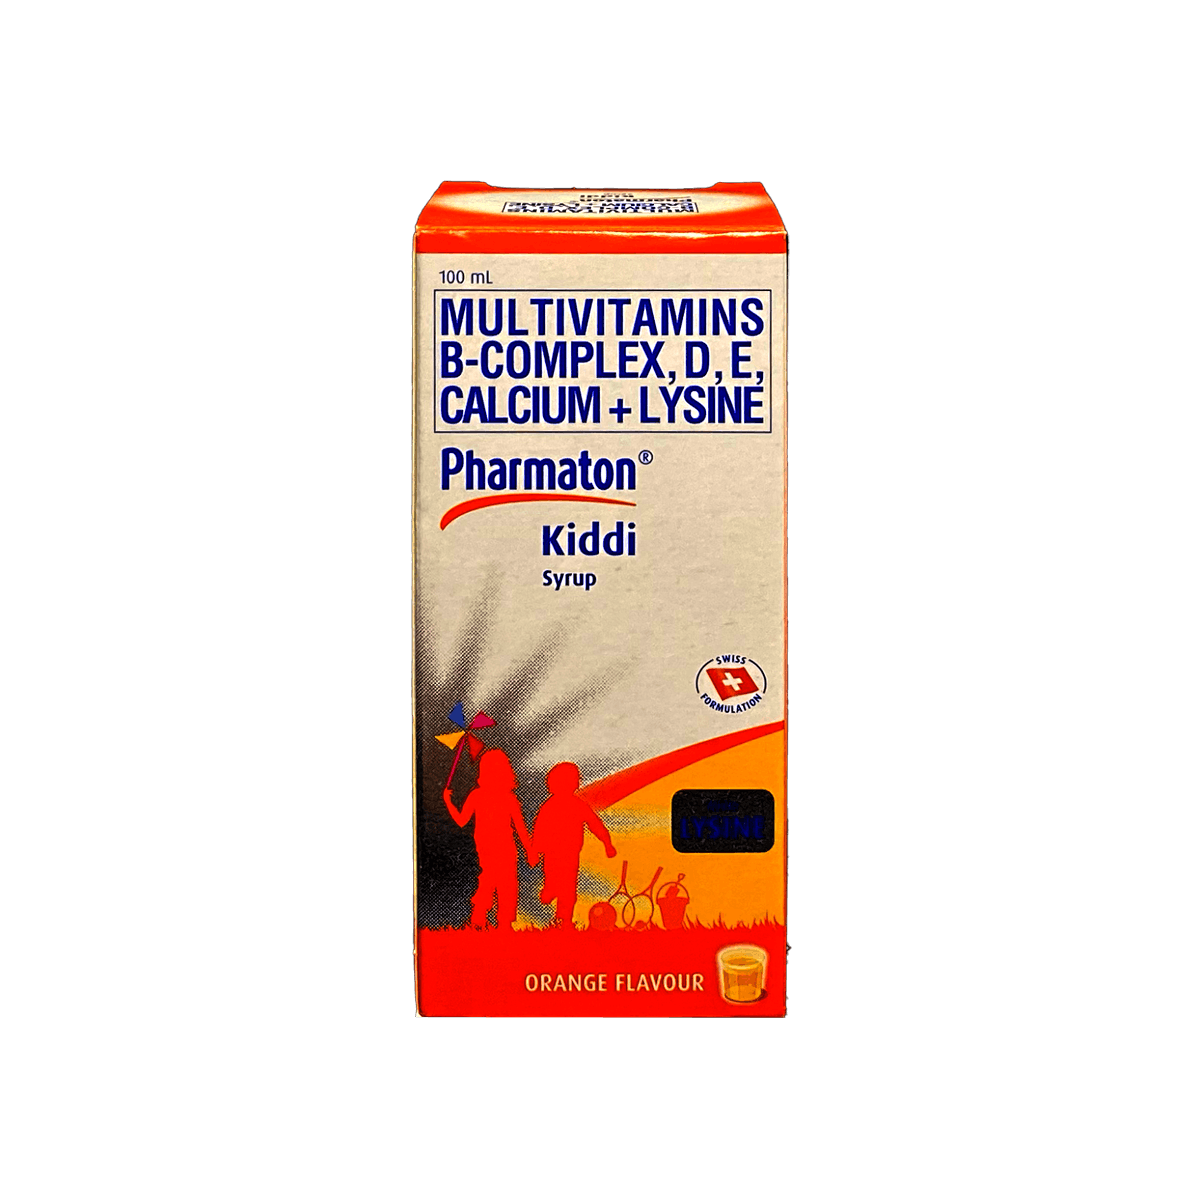 100 mL
MULTIVITAMINS
B-COMPLEX, D, E,
CALCIUM + LYSINE
Pharmaton®
Kiddi
Syrup
SWISS
FORMULATION
LYSINE
ORANGE FLAVOUR